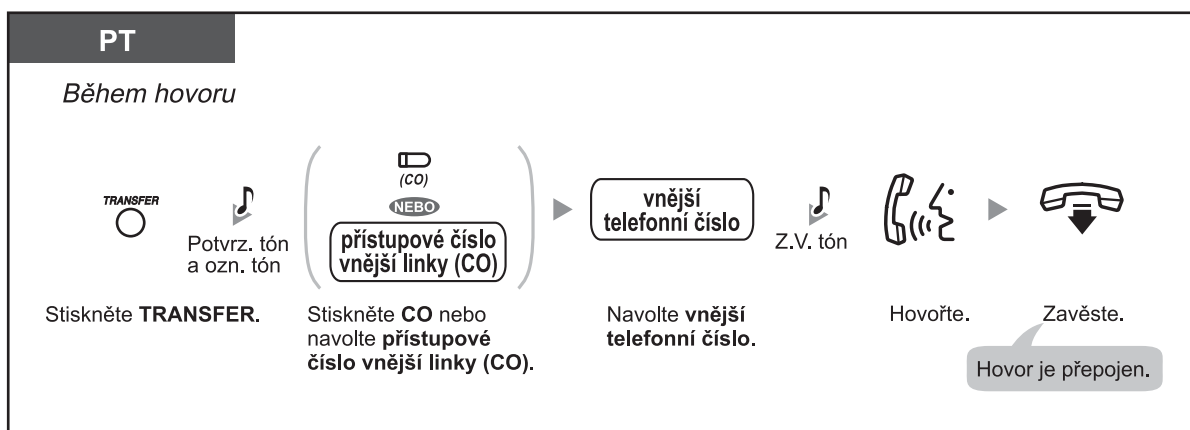 PT
Během hovoru
TRANSFER
Potvrz. tón
a ozn. tón
(CO)
NEBO
přístupové číslo
vnější linky (CO)
vnější
telefonní číslo
Z.V. tón
Stiskněte TRANSFER.
Stiskněte CO nebo
navolte přístupové
číslo vnější linky (CO).
Navolte vnější
telefonní číslo.
Hovořte.
Zavěste.
Hovor je přepojen.